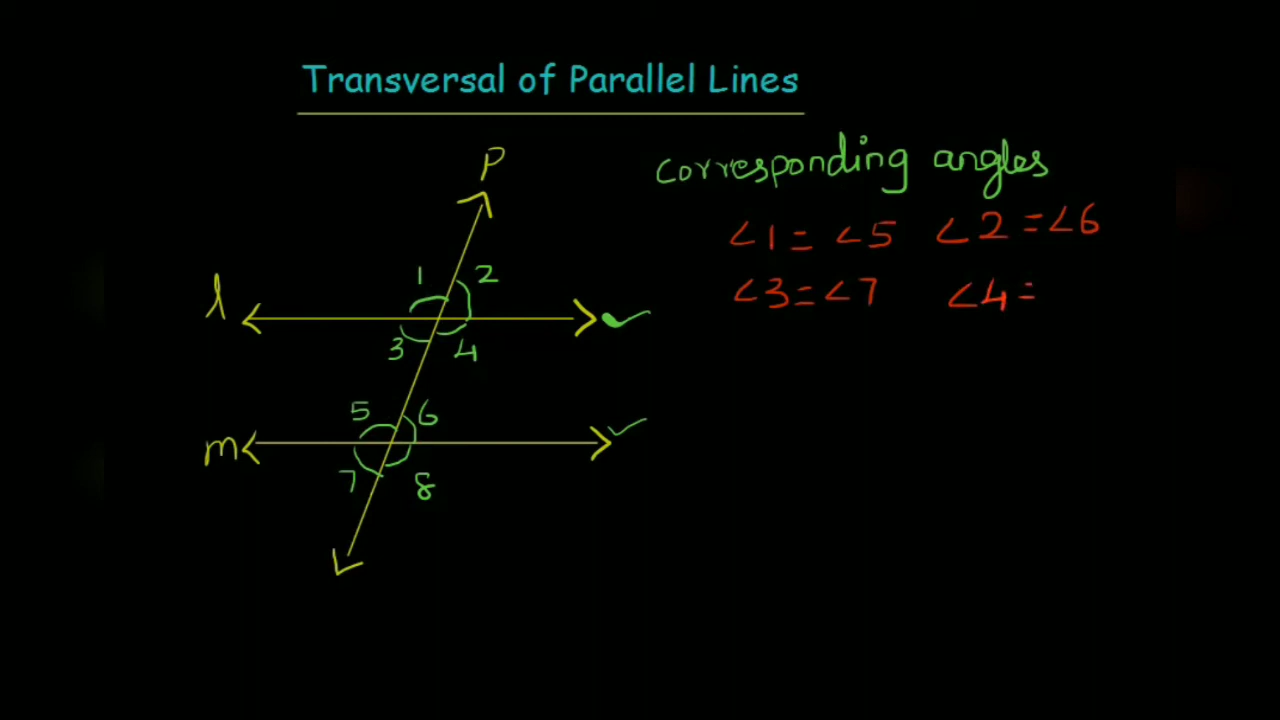 Transversal of Parallel Lines
P
corresponding angles
∠1 = ∠5 ∠2 = ∠6
∠3 = ∠7 ∠4 =
1 2
l
3 4
5 6
m
7 8